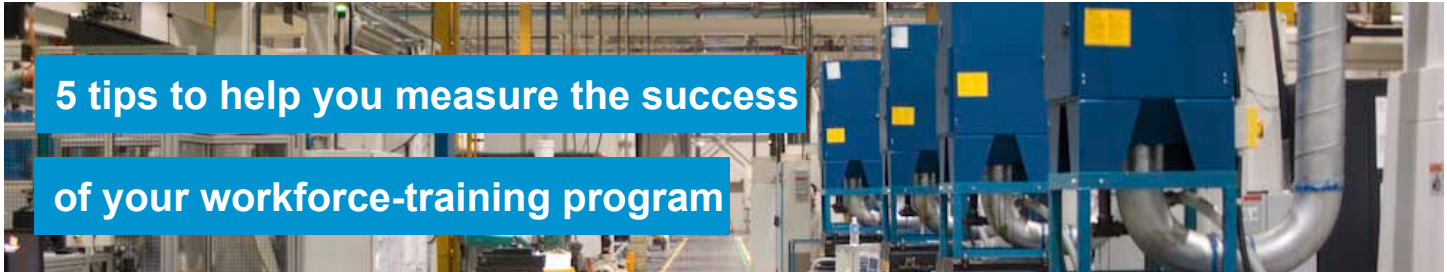 5 tips to help you measure the success
of your workforce-training program